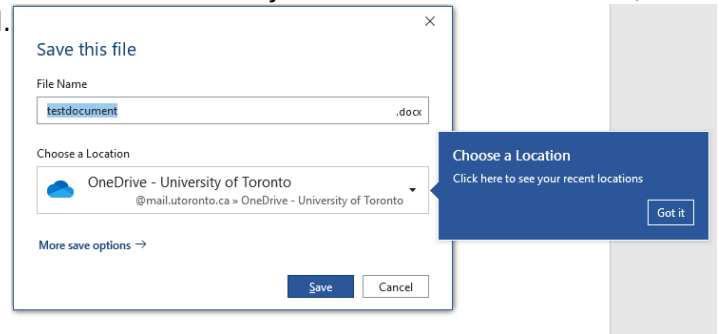 Save this file
File Name
testdocument .docx
Choose a Location
OneDrive - University of Toronto
@mail.utoronto.ca » OneDrive - University of Toronto
More save options →
Save Cancel
Choose a Location
Click here to see your recent locations
Got it